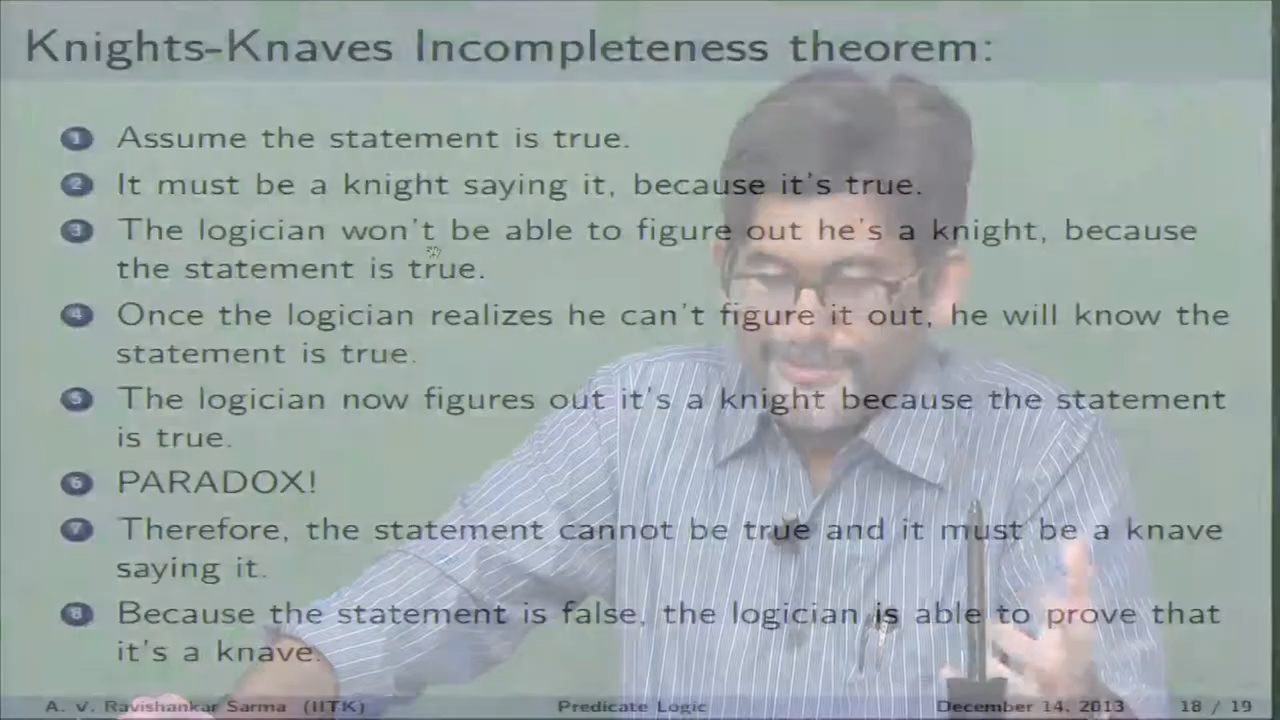 Knights-Knaves Incompleteness theorem:
1 Assume the statement is true.
2 It must be a knight saying it, because it's true.
3 The logician won't be able to figure out he's a knight, because
the statement is true.
4 Once the logician realizes he can't figure it out, he will know the
statement is true.
5 The logician now figures out it's a knight because the statement
is true.
6 PARADOX!
7 Therefore, the statement cannot be true and it must be a knave
saying it.
8 Because the statement is false, the logician is able to prove that
it's a knave.
A. V. Ravishankar Sarma (IITK) Predicate Logic December 14, 2013 18 / 19